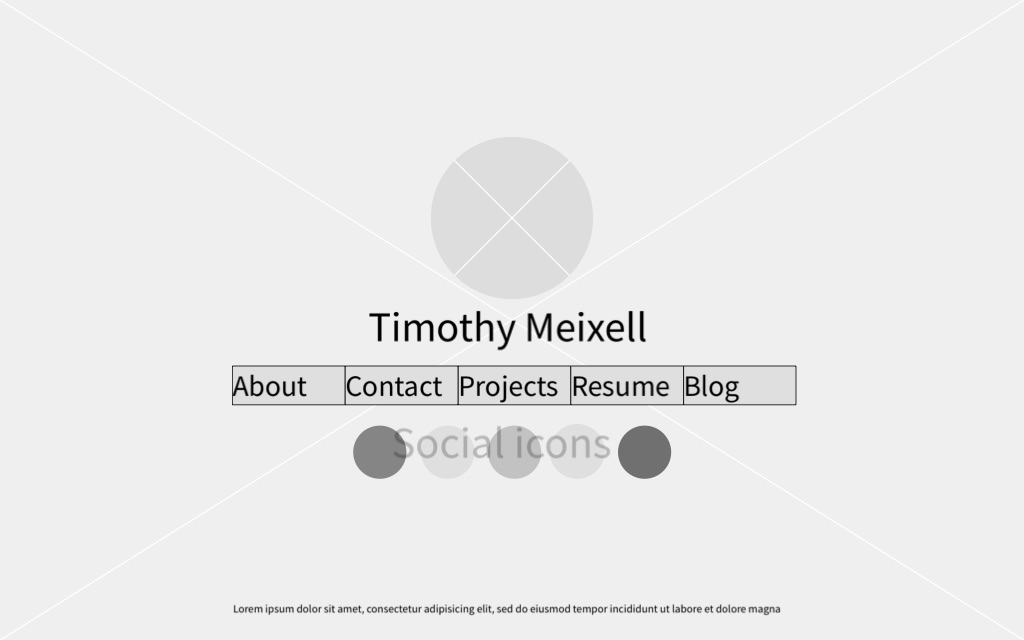 Timothy Meixell
About Contact Projects Resume Blog
Social icons
Lorem ipsum dolor sit amet, consectetur adipisicing elit, sed do eiusmod tempor incididunt ut labore et dolore magna